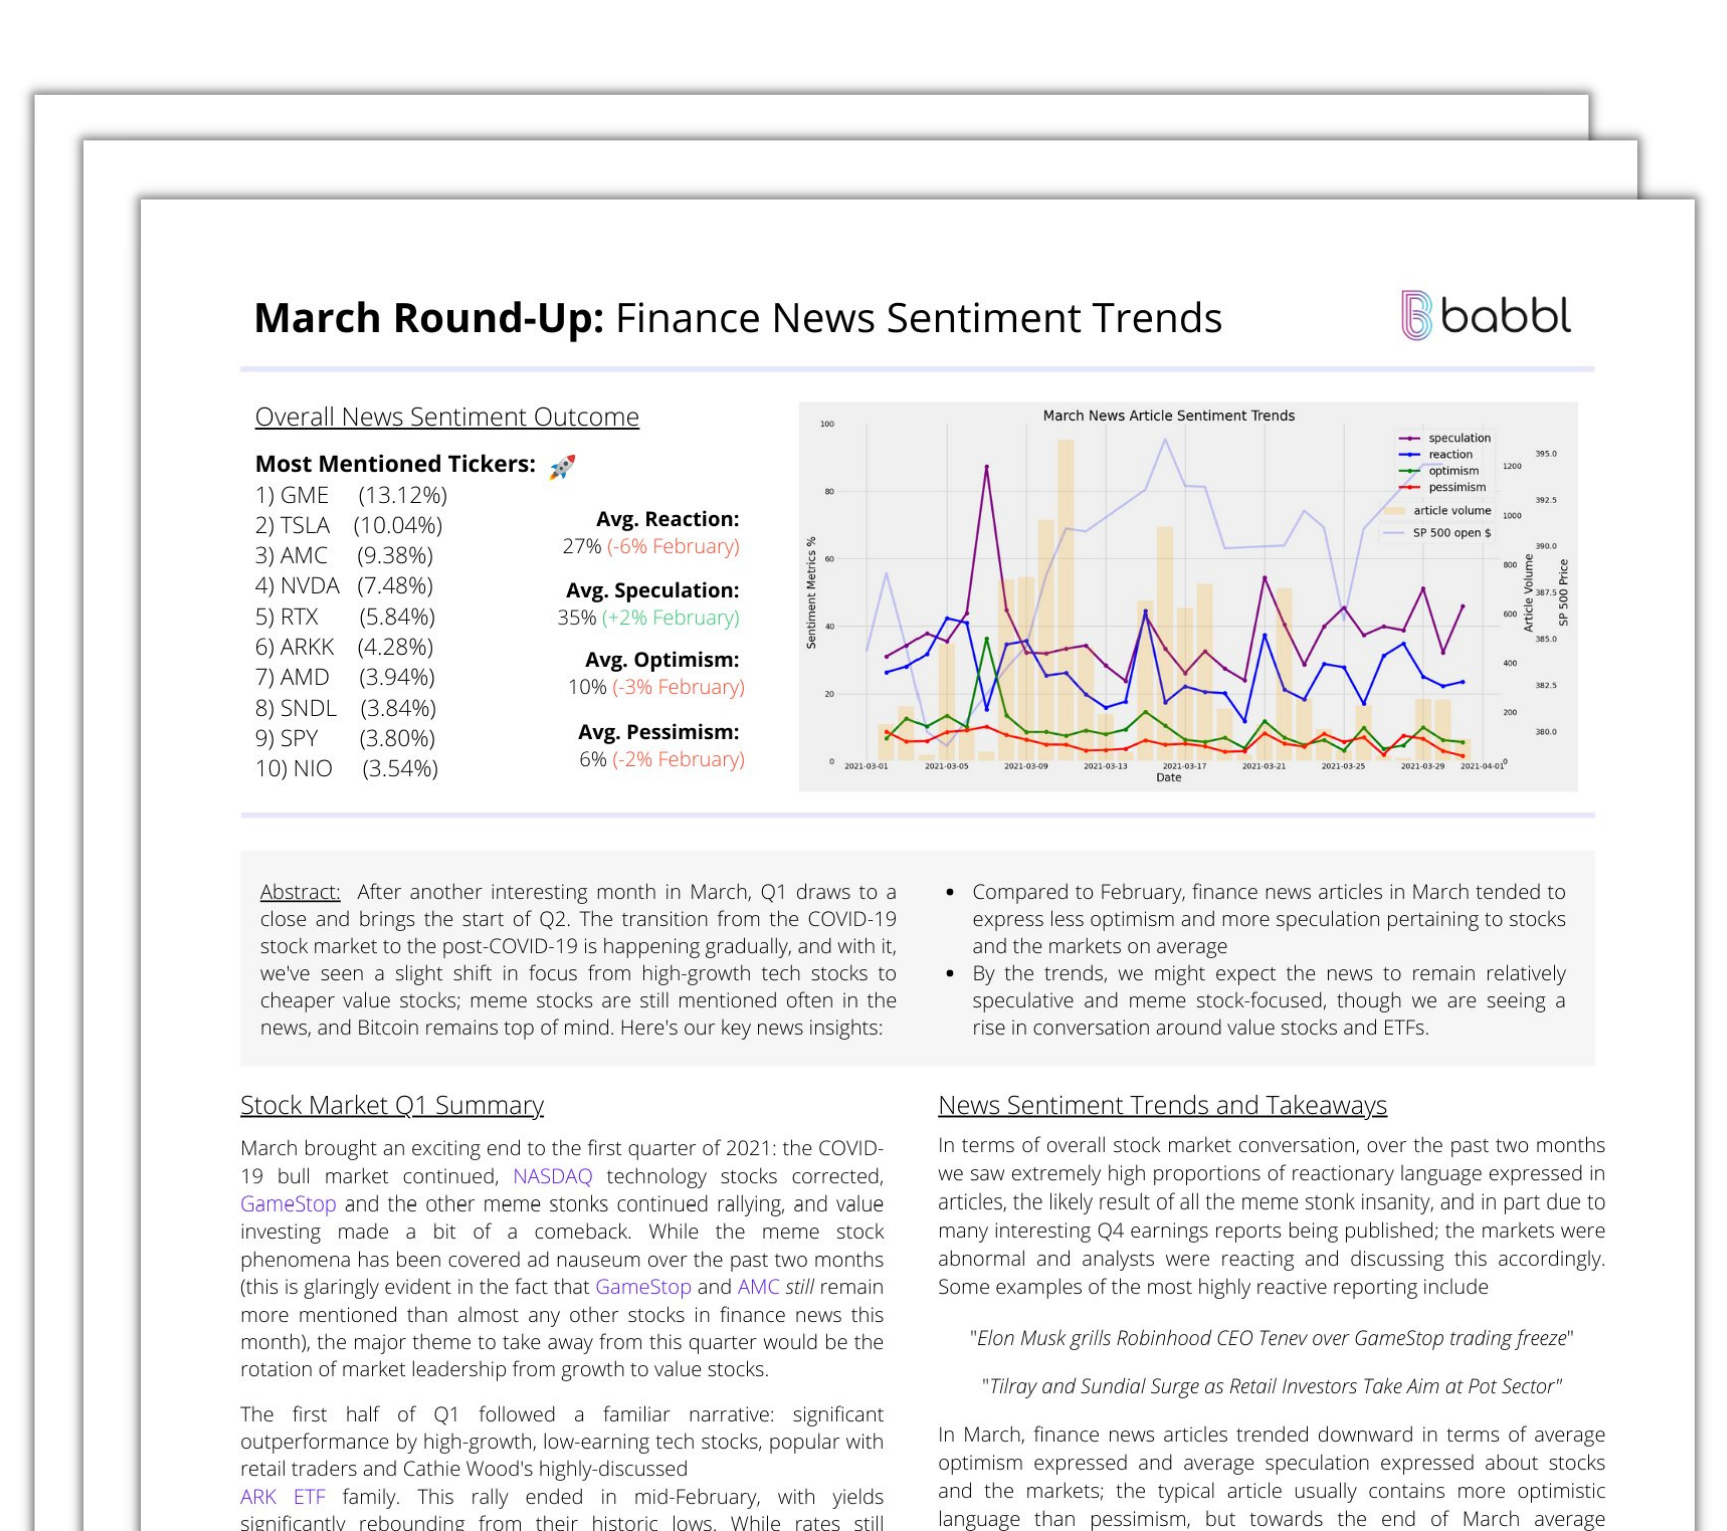 March Round-Up: Finance News Sentiment Trends
babbl
Overall News Sentiment Outcome
Most Mentioned Tickers: 🚀
1) GME (13.12%)
2) TSLA (10.04%)
3) AMC (9.38%)
4) NVDA (7.48%)
5) RTX (5.84%)
6) ARKK (4.28%)
7) AMD (3.94%)
8) SNDL (3.84%)
9) SPY (3.80%)
10) NIO (3.54%)
Avg. Reaction:
27% (-6% February)
Avg. Speculation:
35% (+2% February)
Avg. Optimism:
10% (-3% February)
Avg. Pessimism:
6% (-2% February)
March News Article Sentiment Trends
speculation
reaction
optimism
pessimism
article volume
SP 500 open $
Sentiment Metrics %
100
80
60
40
20
0
1200
1000
800
600
400
200
0
Article Volume
395.0
392.5
390.0
387.5
385.0
382.5
380.0
SP 500 Price
2021-03-01 2021-03-05 2021-03-09 2021-03-13 2021-03-17 2021-03-21 2021-03-25 2021-03-29 2021-04-01
Date
Abstract: After another interesting month in March, Q1 draws to a
close and brings the start of Q2. The transition from the COVID-19
stock market to the post-COVID-19 is happening gradually, and with it,
we've seen a slight shift in focus from high-growth tech stocks to
cheaper value stocks; meme stocks are still mentioned often in the
news, and Bitcoin remains top of mind. Here's our key news insights:
• Compared to February, finance news articles in March tended to
express less optimism and more speculation pertaining to stocks
and the markets on average
• By the trends, we might expect the news to remain relatively
speculative and meme stock-focused, though we are seeing a
rise in conversation around value stocks and ETFs.
Stock Market Q1 Summary
March brought an exciting end to the first quarter of 2021: the COVID-
19 bull market continued, NASDAQ technology stocks corrected,
GameStop and the other meme stonks continued rallying, and value
investing made a bit of a comeback. While the meme stock
phenomena has been covered ad nauseum over the past two months
(this is glaringly evident in the fact that GameStop and AMC still remain
more mentioned than almost any other stocks in finance news this
month), the major theme to take away from this quarter would be the
rotation of market leadership from growth to value stocks.
The first half of Q1 followed a familiar narrative: significant
outperformance by high-growth, low-earning tech stocks, popular with
retail traders and Cathie Wood's highly-discussed
ARK ETF family. This rally ended in mid-February, with yields
significantly rebounding from their historic lows. While rates still
News Sentiment Trends and Takeaways
In terms of overall stock market conversation, over the past two months
we saw extremely high proportions of reactionary language expressed in
articles, the likely result of all the meme stonk insanity, and in part due to
many interesting Q4 earnings reports being published; the markets were
abnormal and analysts were reacting and discussing this accordingly.
Some examples of the most highly reactive reporting include
"Elon Musk grills Robinhood CEO Tenev over GameStop trading freeze"
"Tilray and Sundial Surge as Retail Investors Take Aim at Pot Sector"
In March, finance news articles trended downward in terms of average
optimism expressed and average speculation expressed about stocks
and the markets; the typical article usually contains more optimistic
language than pessimism, but towards the end of March average